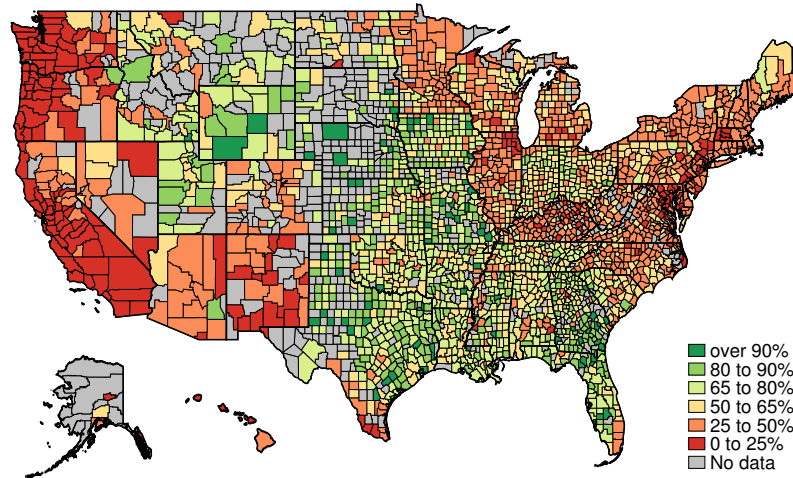 over 90%
80 to 90%
65 to 80%
50 to 65%
25 to 50%
0 to 25%
No data